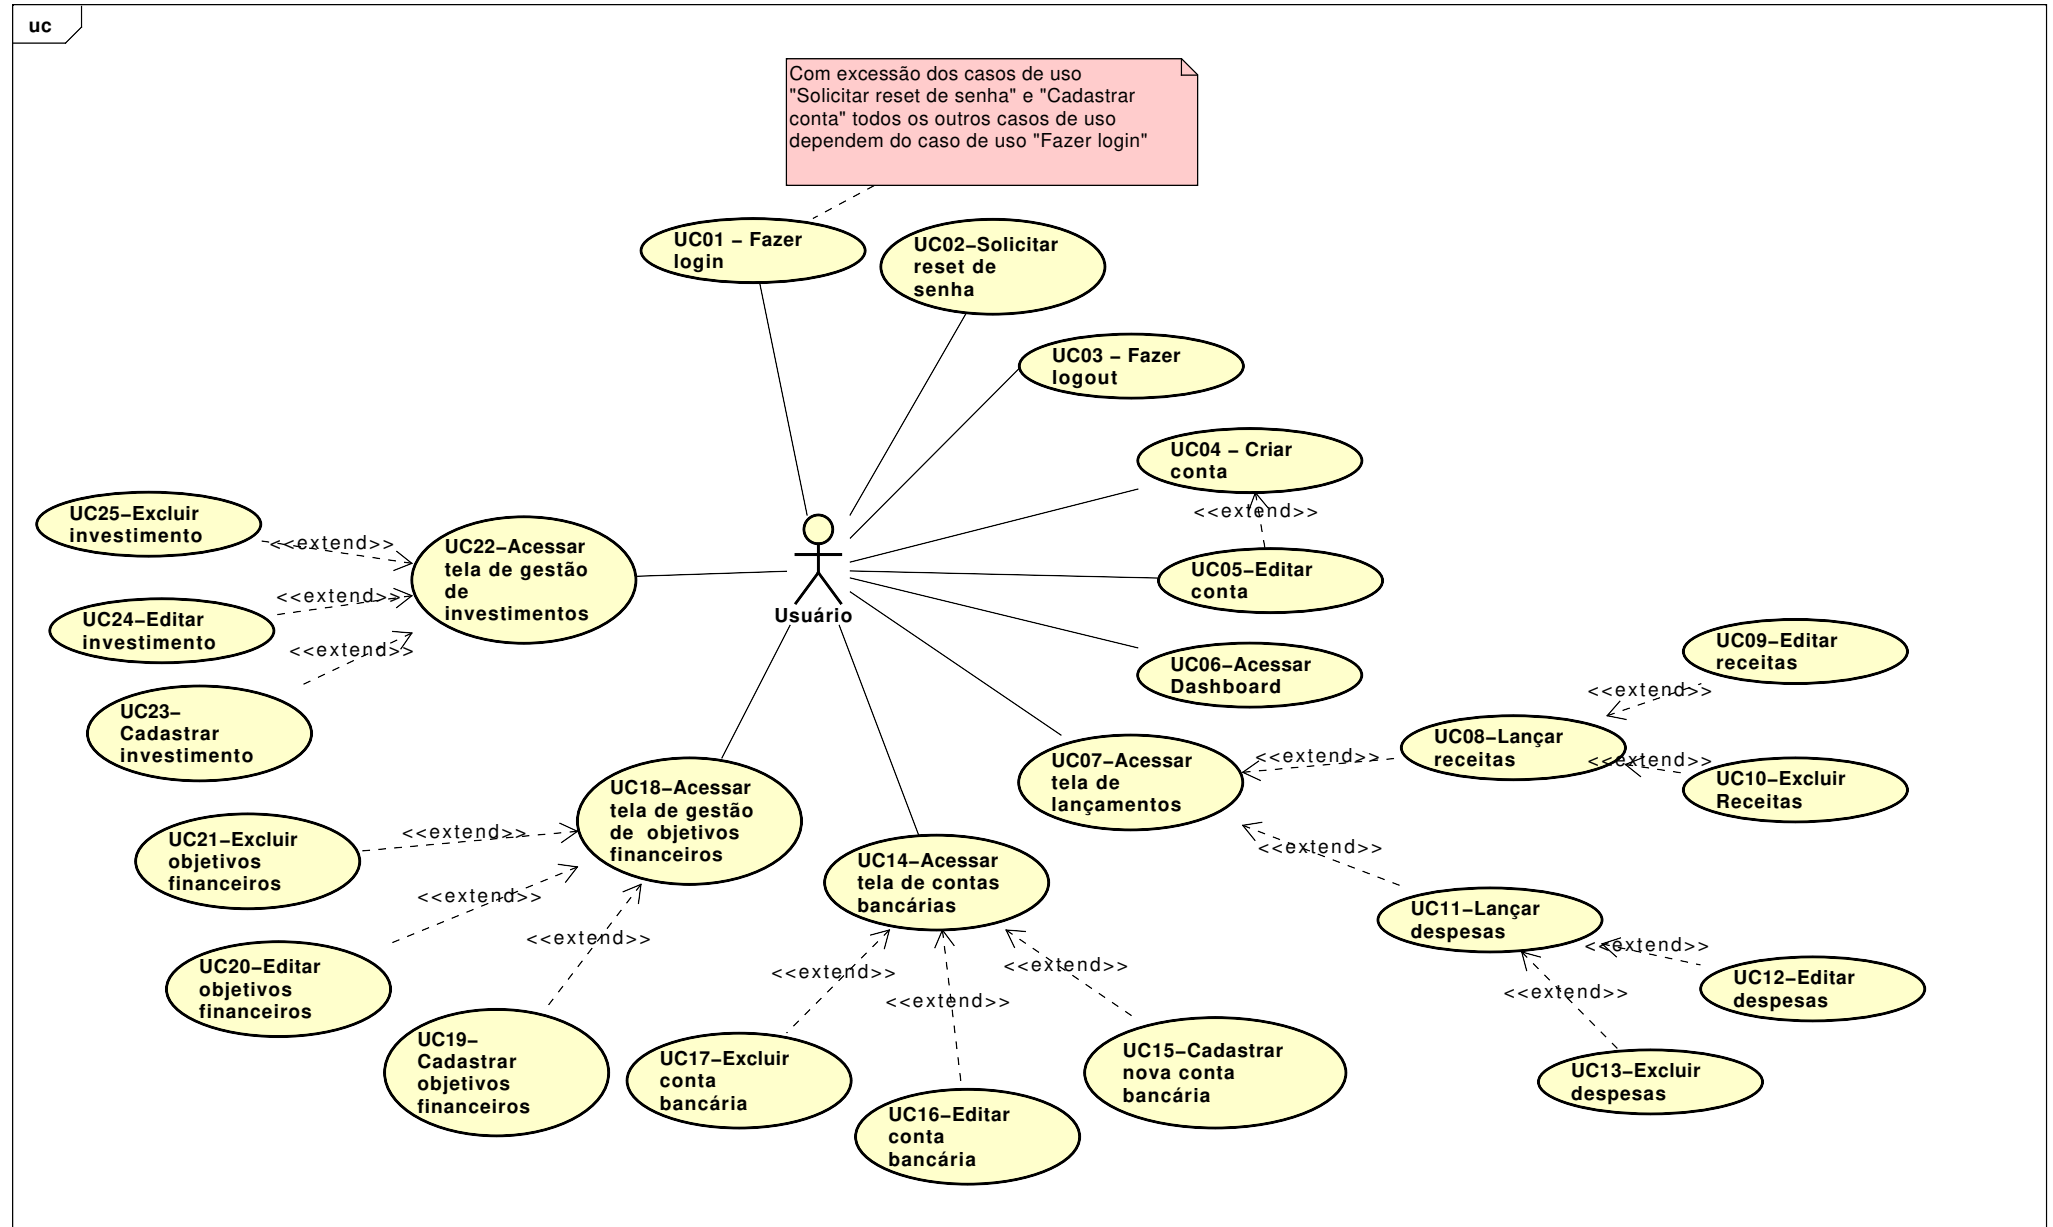 uc
Com excessão dos casos de uso
"Solicitar reset de senha" e "Cadastrar
conta" todos os outros casos de uso
dependem do caso de uso "Fazer login"
UC01 – Fazer
login
UC02–Solicitar
reset de
senha
UC03 – Fazer
logout
UC04 – Criar
conta
<<extend>>
UC05–Editar
conta
UC06–Acessar
Dashboard
Usuário
UC25–Excluir
investimento
<<extend>>
UC22–Acessar
tela de gestão
de
investimentos
UC24–Editar
investimento
<<extend>>
<<extend>>
UC23–
Cadastrar
investimento
UC09–Editar
receitas
<<extend>>
UC08–Lançar
receitas
<<extend>>
<<extend>>
UC10–Excluir
Receitas
UC07–Acessar
tela de
lançamentos
<<extend>>
UC11–Lançar
despesas
<<extend>>
UC12–Editar
despesas
<<extend>>
UC13–Excluir
despesas
UC18–Acessar
tela de gestão
de  objetivos
financeiros
UC21–Excluir
objetivos
financeiros
<<extend>>
<<extend>>
UC20–Editar
objetivos
financeiros
<<extend>>
UC19–
Cadastrar
objetivos
financeiros
UC14–Acessar
tela de contas
bancárias
<<extend>>
<<extend>>
<<extend>>
UC17–Excluir
conta
bancária
UC16–Editar
conta
bancária
UC15–Cadastrar
nova conta
bancária